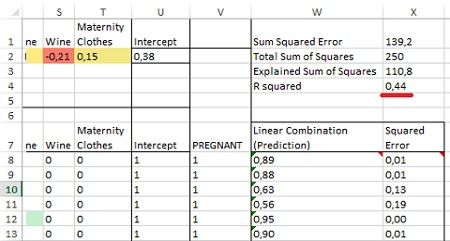 S T U V W X
Maternity
1 ne Wine Clothes Intercept Sum Squared Error 139,2
2 -0,21 0,15 0,38 Total Sum of Squares 250
3 Explained Sum of Squares 110,8
4 R squared 0,44
5
6
Maternity Linear Combination Squared
7 ne Wine Clothes Intercept PREGNANT (Prediction) Error
8 0 0 1 1 0,89 0,01
9 0 0 1 1 0,88 0,01
10 0 0 1 1 0,63 0,13
11 0 0 1 1 0,56 0,19
12 0 0 1 1 0,95 0,00
13 0 0 1 1 0,90 0,01